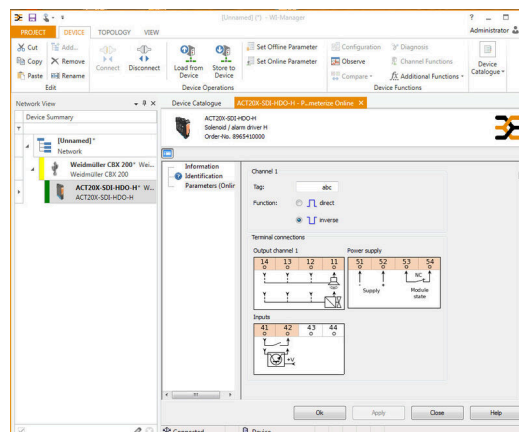 [Unnamed] (*) - WI-Manager
PROJECT DEVICE TOPOLOGY VIEW Administrator
Cut Add...
Copy Remove
Paste Rename
Connect Disconnect
Load from Device Store to Device
Set Offline Parameter
Set Online Parameter
Configuration Diagnosis
Observe Channel Functions
Compare Additional Functions
Device Catalogue
Edit Device Operations Device Functions
Network View
Device Summary
[Unnamed]*
Network
Weidmuller CBX 200* Wei...
Weidmüller CBX 200
ACT20X-SDI-HDO-H* W...
ACT20X-SDI-HDO-H
Device Catalogue ACT20X-SDI-HDO-H - P...meterize Online
ACT20X-SDI-HDO-H
Solenoid / alarm driver H
Order-No. 8965410000
Information
Identification
Parameters (Onlir
Channel 1
Tag: abc
Function: direct
inverse
Terminal connections
Output channel 1 Power supply
14 13 12 11 51 52 53 54
NC
Supply Module state
Inputs
41 42 43 44
+V
Ok Apply Close Help
Connected Device